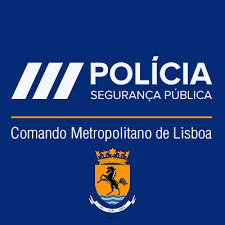 POLÍCIA
SEGURANÇA PÚBLICA
Comando Metropolitano de Lisboa